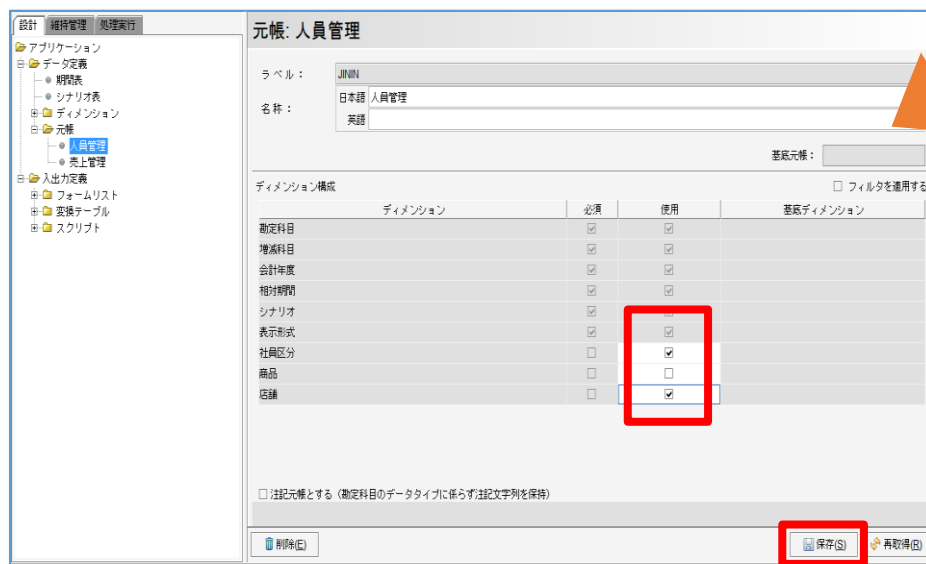 設計 維持管理 処理実行
アプリケーション
データ定義
期間表
シナリオ表
ディメンション
元帳
人員管理
売上管理
入出力定義
フォームリスト
変換テーブル
スクリプト
元帳: 人員管理
ラベル： JININ
名称： 日本語 人員管理
英語
基底元帳：
ディメンション構成 フィルタを適用する
ディメンション 必須 使用 基底ディメンション
勘定科目
増減科目
会計年度
相対期間
シナリオ
表示形式
社員区分
商品
店舗
注記元帳とする（勘定科目のデータタイプに係らず注記文字列を保持）
削除(E) 保存(S) 再取得(R)